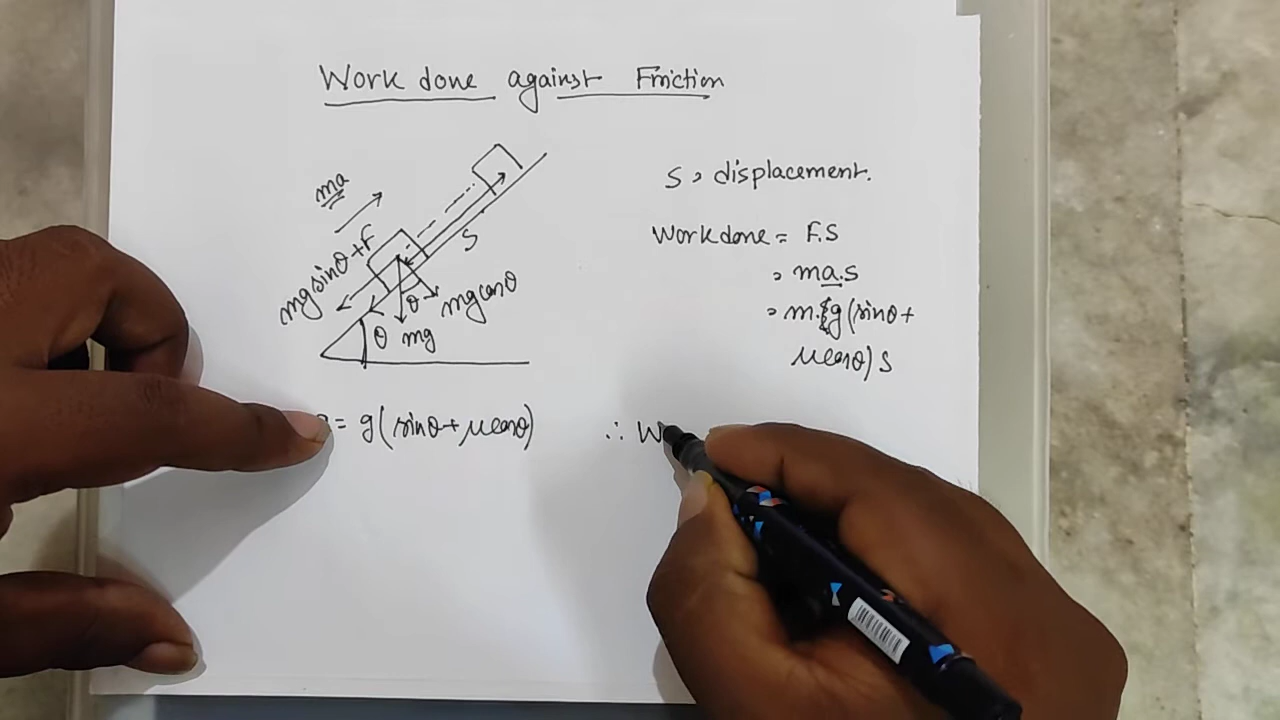 Work done against Friction
ma
mg sinθ + F
S
mg cosθ
θ
θ mg
S → displacement.
Workdone = F.S
= ma.S
= m.{g(sinθ +
μcosθ) s
= g(sinθ + μcosθ)
∴ W